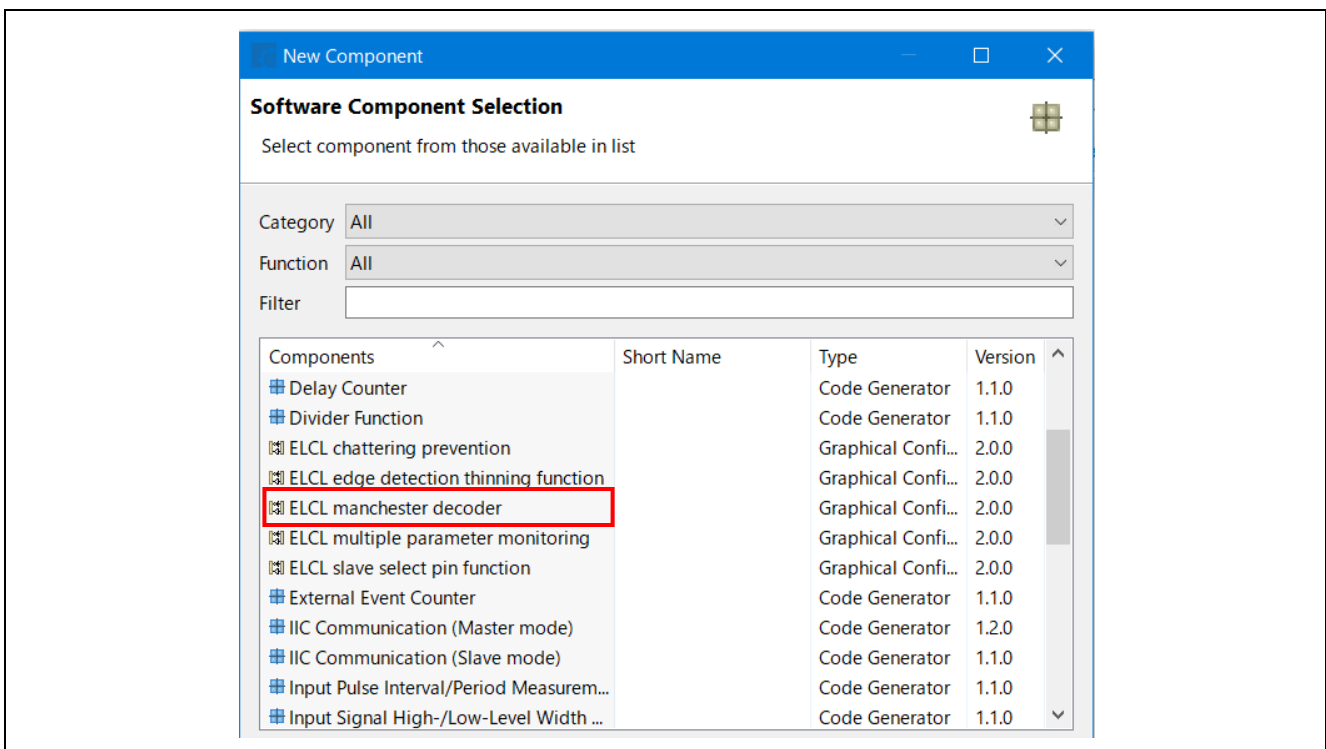 New Component
Software Component Selection
Select component from those available in list
Category All
Function All
Filter
Components Short Name Type Version
Delay Counter Code Generator 1.1.0
Divider Function Code Generator 1.1.0
ELCL chattering prevention Graphical Confi... 2.0.0
ELCL edge detection thinning function Graphical Confi... 2.0.0
ELCL manchester decoder Graphical Confi... 2.0.0
ELCL multiple parameter monitoring Graphical Confi... 2.0.0
ELCL slave select pin function Graphical Confi... 2.0.0
External Event Counter Code Generator 1.1.0
IIC Communication (Master mode) Code Generator 1.2.0
IIC Communication (Slave mode) Code Generator 1.1.0
Input Pulse Interval/Period Measurem... Code Generator 1.1.0
Input Signal High-/Low-Level Width ... Code Generator 1.1.0